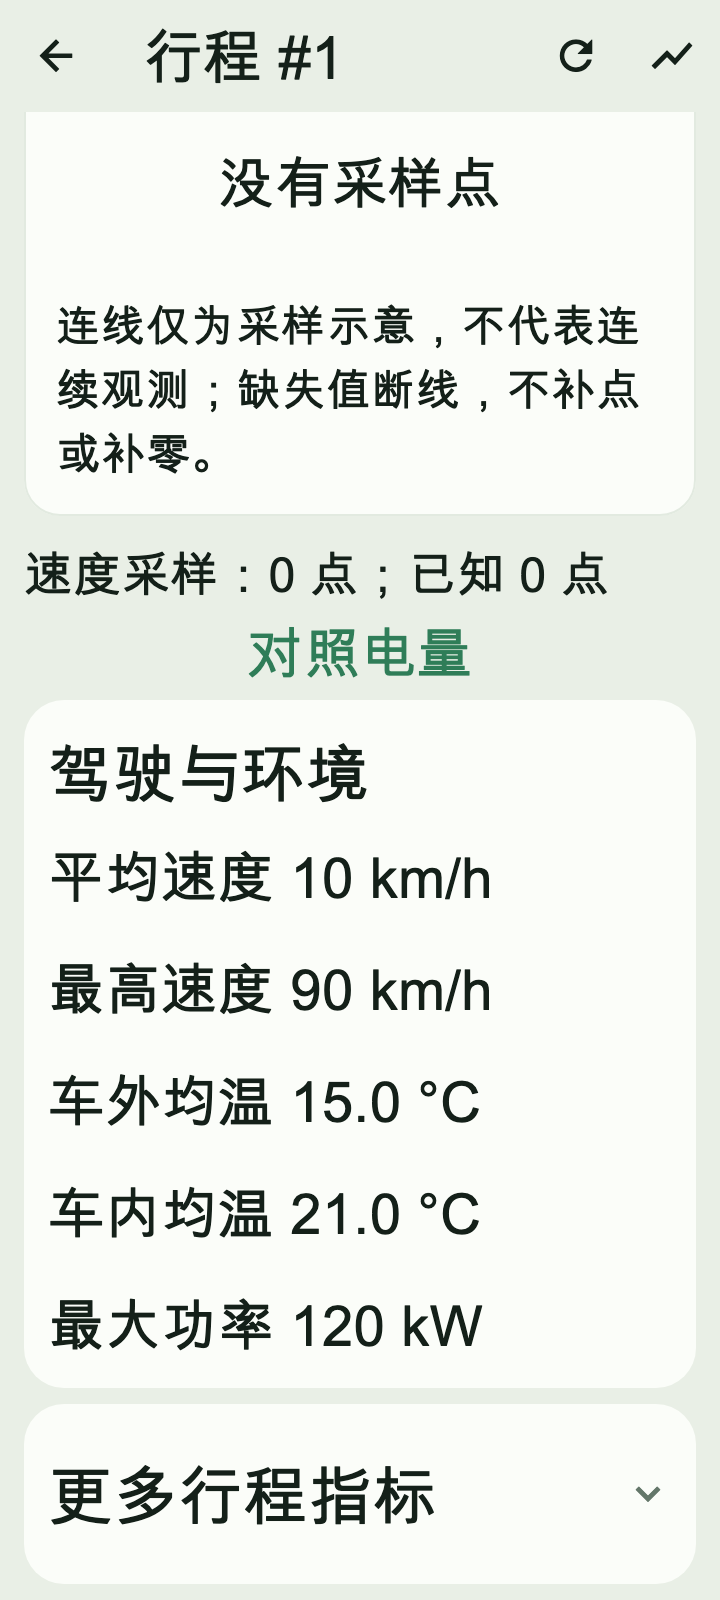 行程 #1
没有采样点
连线仅为采样示意，不代表连
续观测；缺失值断线，不补点
或补零。
速度采样：0 点；已知 0 点
对照电量
驾驶与环境
平均速度 10 km/h
最高速度 90 km/h
车外均温 15.0 °C
车内均温 21.0 °C
最大功率 120 kW
更多行程指标